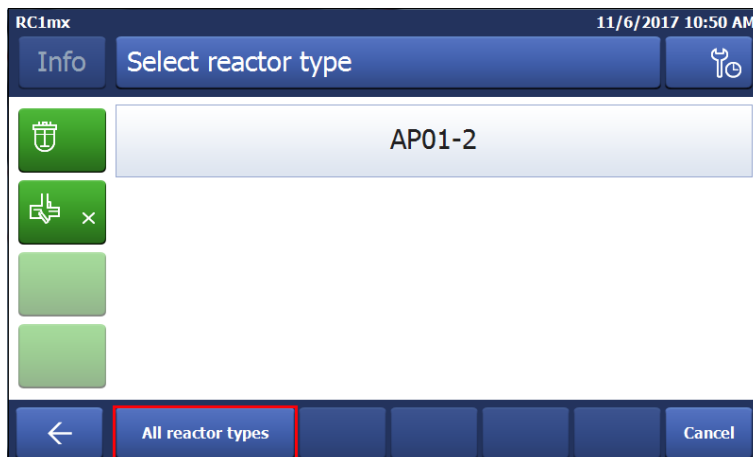 RC1mx
11/6/2017 10:50 AM
Info
Select reactor type
AP01-2
×
All reactor types
Cancel